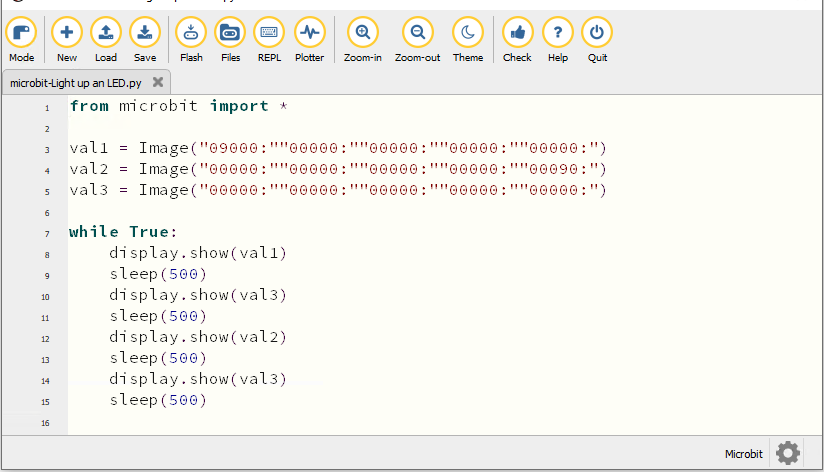 Mode New Load Save Flash Files REPL Plotter Zoom-in Zoom-out Theme Check Help Quit
microbit-Light up an LED.py
1 from microbit import *
2
3 val1 = Image("09000:""00000:""00000:""00000:""00000:")
4 val2 = Image("00000:""00000:""00000:""00000:""00090:")
5 val3 = Image("00000:""00000:""00000:""00000:""00000:")
6
7 while True:
8     display.show(val1)
9     sleep(500)
10     display.show(val3)
11     sleep(500)
12     display.show(val2)
13     sleep(500)
14     display.show(val3)
15     sleep(500)
16
Microbit